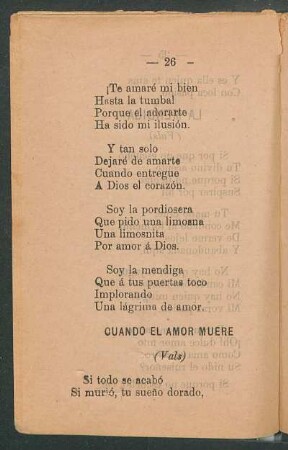 — 26 —
¡Te amaré mi bien
Hasta la tumba!
Porque el adorarte
Ha sido mi ilusión.
Y tan solo
Dejaré de amarte
Cuando entregue
A Dios el corazón.
Soy la pordiosera
Que pido una limosna
Una limosnita
Por amor á Dios.
Soy la mendiga
Que á tus puertas toco
Implorando
Una lágrima de amor.
CUANDO EL AMOR MUERE
(Vals)
Si todo se acabó
Si murió, tu sueño dorado,